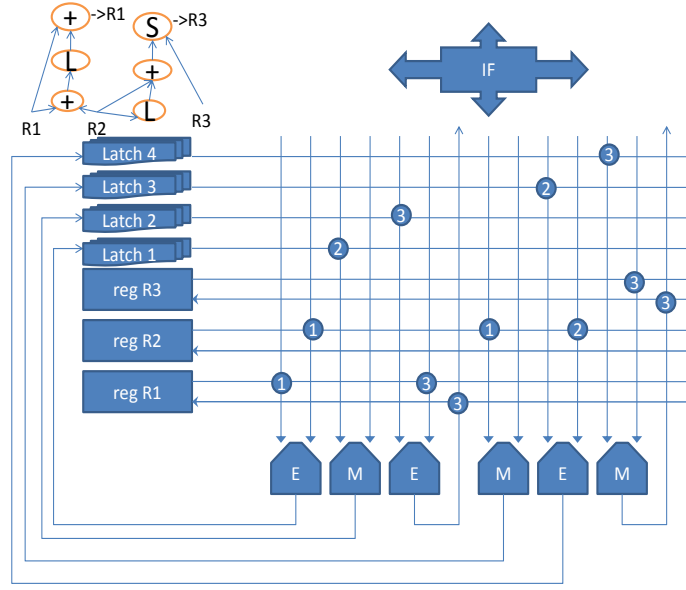 + ->R1 S ->R3
L + IF
+ L
R1 R2 R3
Latch 4 3
Latch 3 2
Latch 2 3
Latch 1 2
reg R3 3
3
reg R2 1 1 2
reg R1 1 3
3
E M E M E M